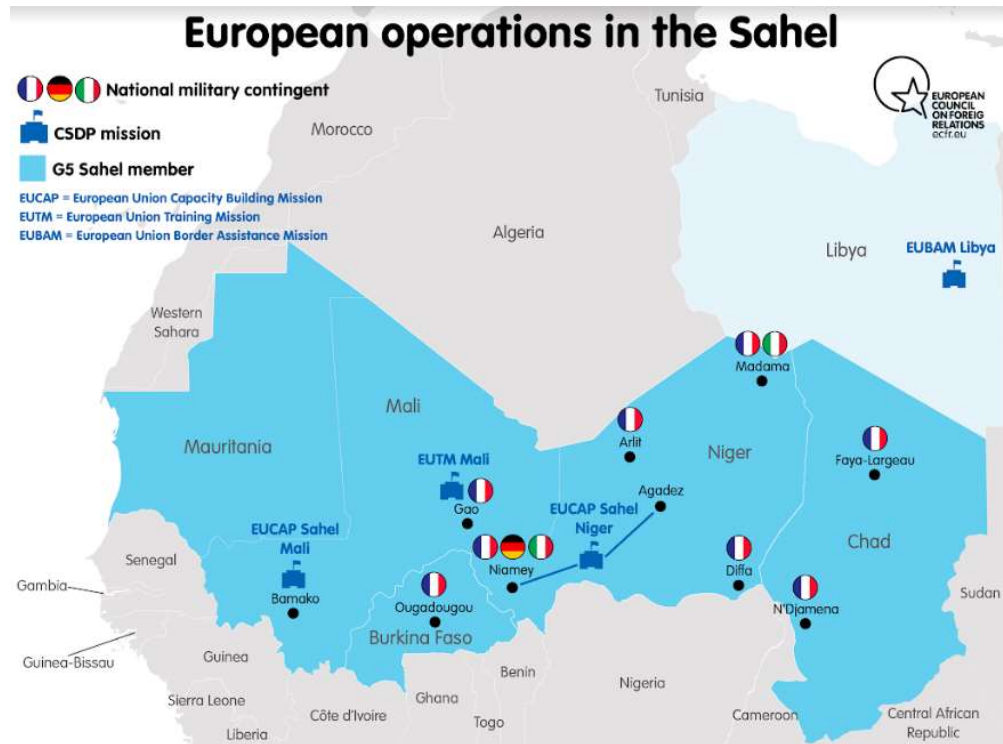 European operations in the Sahel
National military contingent
CSDP mission
G5 Sahel member
EUCAP = European Union Capacity Building Mission
EUTM = European Union Training Mission
EUBAM = European Union Border Assistance Mission
EUROPEAN
COUNCIL
ON FOREIG
RELATIONS
ecfr.eu
Tunisia
Morocco
Algeria
Libya
EUBAM Libya
Western
Sahara
Madama
Mali
Mauritania
Arlit
Niger
Faya-Largeau
EUTM Mali
Gao
Agadez
EUCAP Sahel
Niger
EUCAP Sahel
Mali
Chad
Senegal
Niamey
Diffa
Gambia
Bamako
Ougadougou
N'Djamena
Sudan
Burkina Faso
Guinea-Bissau
Guinea
Benin
Nigeria
Sierra Leone
Ghana
Côte d'Ivoire
Togo
Cameroon
Central African
Republic
Liberia